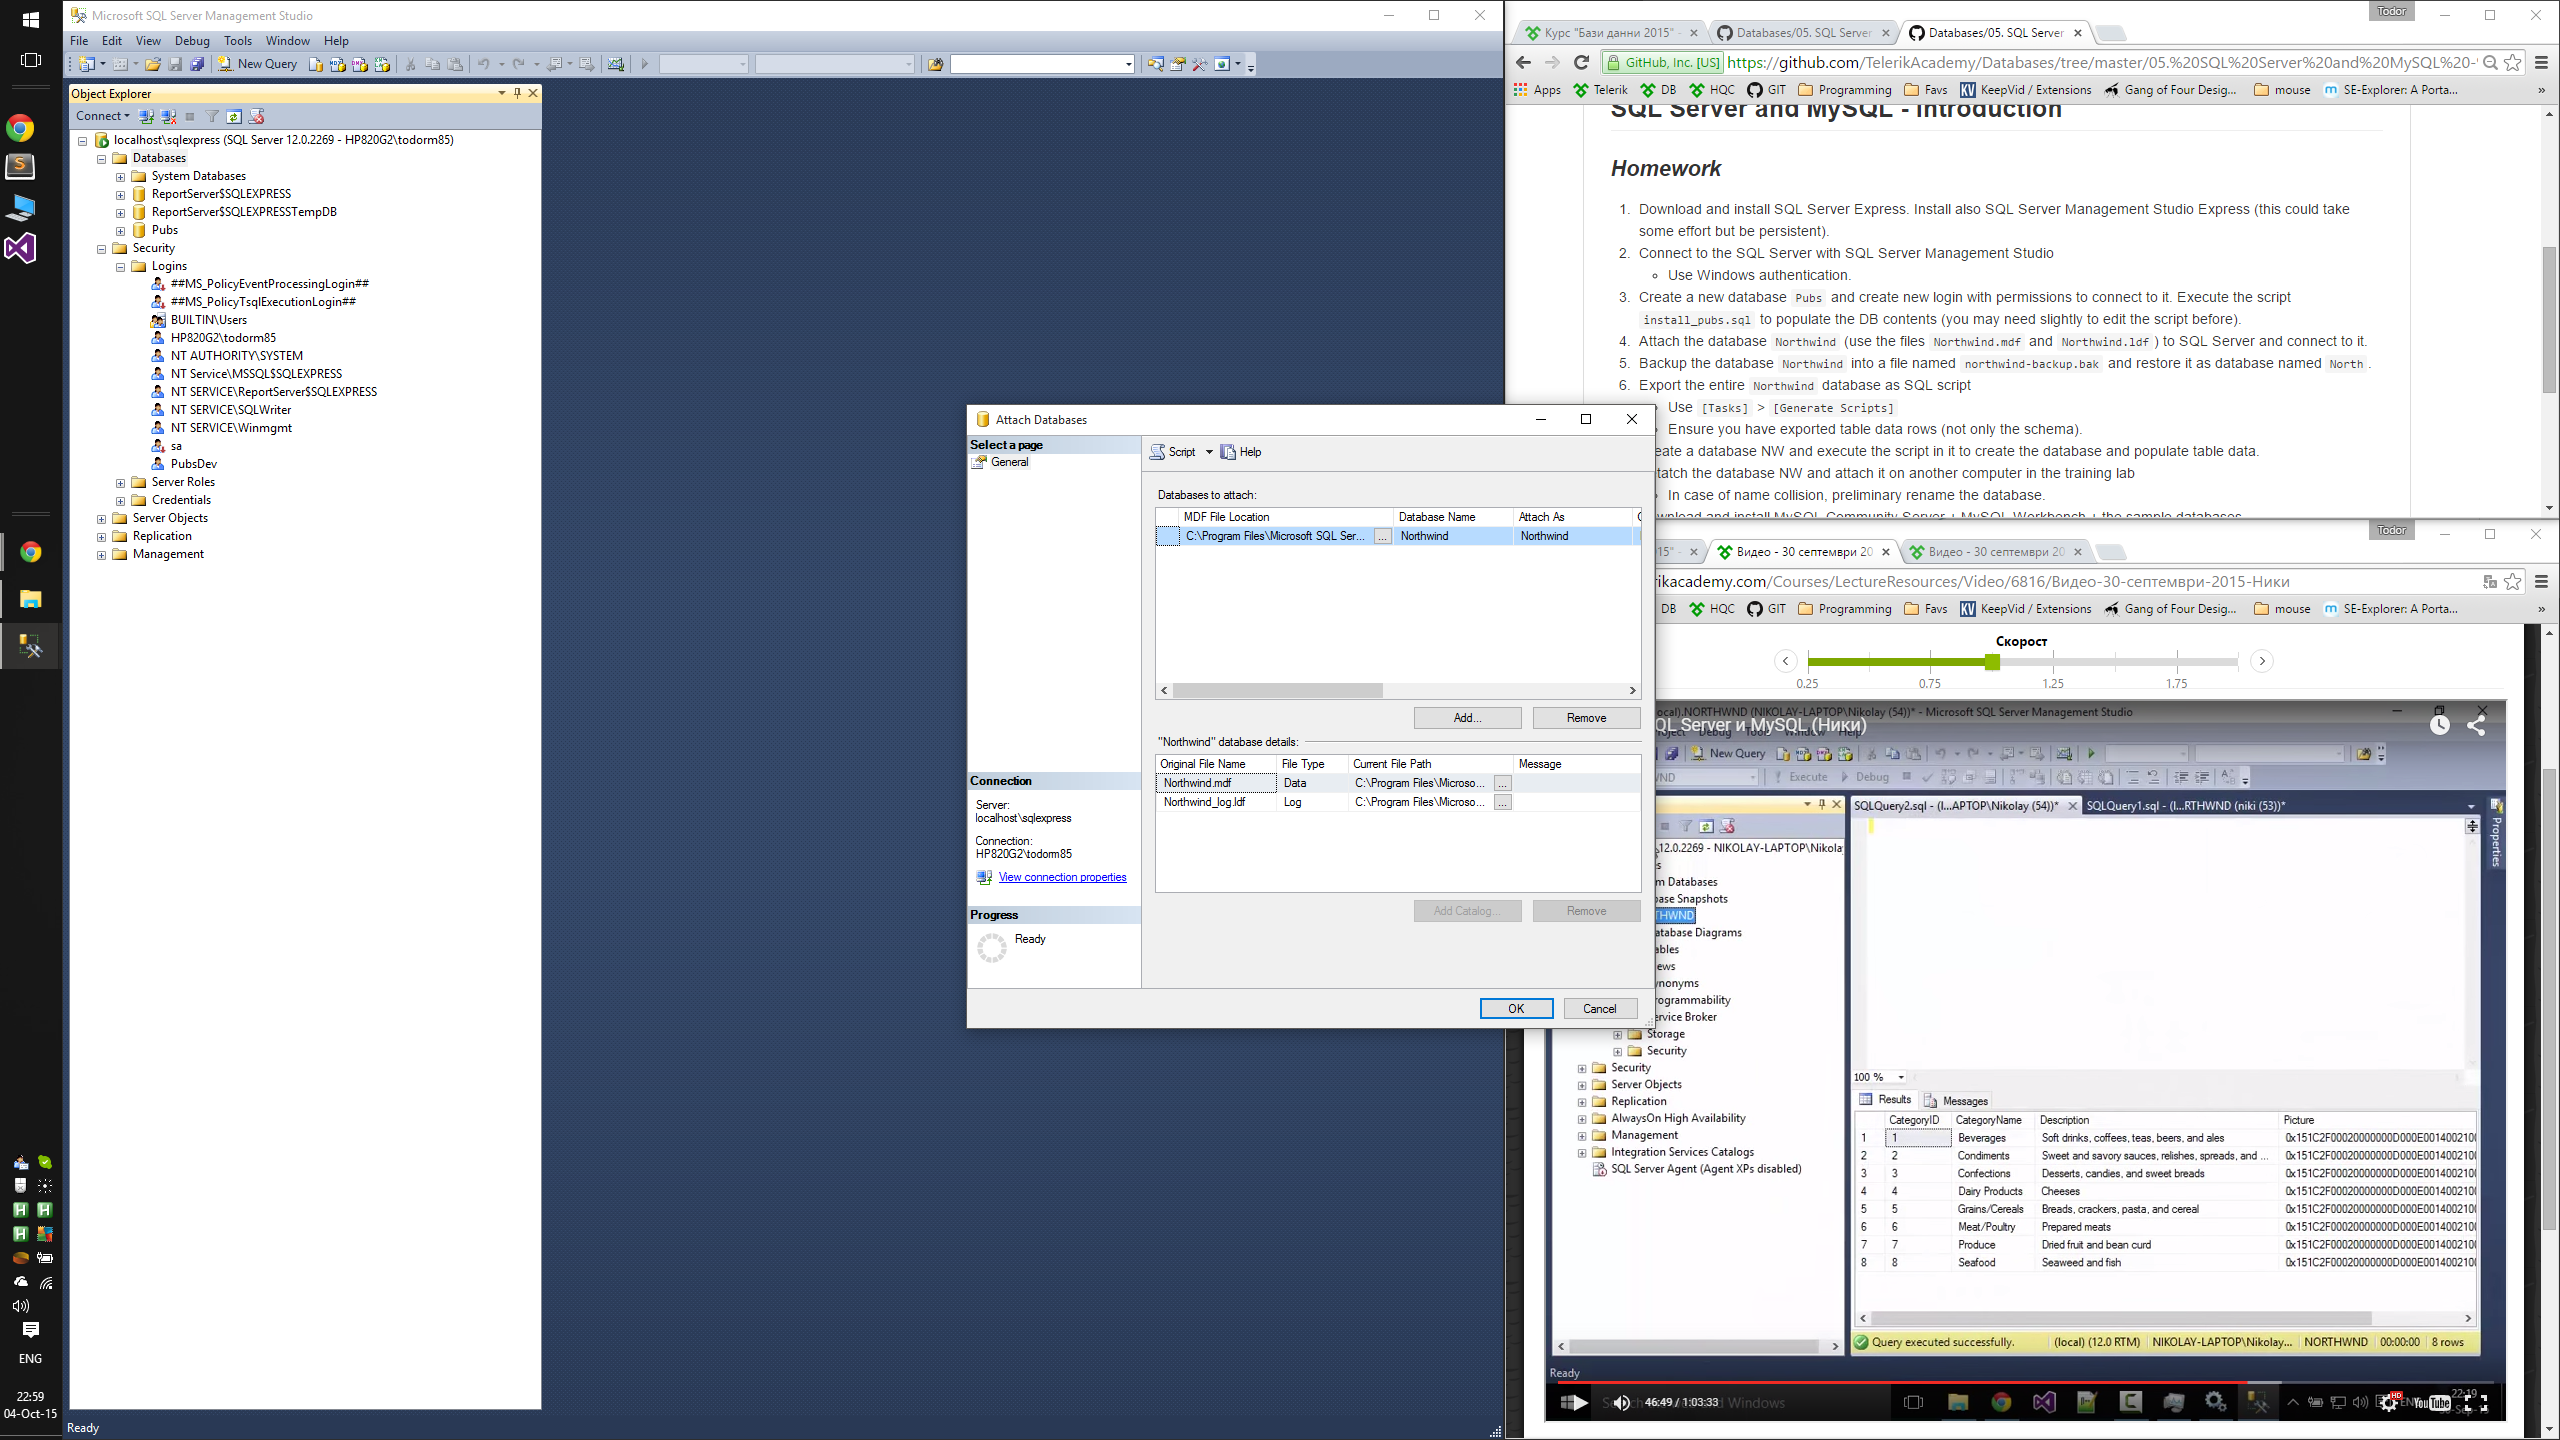 Microsoft SQL Server Management Studio
File Edit View Debug Tools Window Help
New Query
Object Explorer
Connect
localhost\sqlexpress (SQL Server 12.0.2269 - HP820G2\todorm85)
Databases
System Databases
ReportServer$SQLEXPRESS
ReportServer$SQLEXPRESSTempDB
Pubs
Security
Logins
##MS_PolicyEventProcessingLogin##
##MS_PolicyTsqlExecutionLogin##
BUILTIN\Users
HP820G2\todorm85
NT AUTHORITY\SYSTEM
NT Service\MSSQL$SQLEXPRESS
NT SERVICE\ReportServer$SQLEXPRESS
NT SERVICE\SQLWriter
NT SERVICE\Winmgmt
sa
PubsDev
Server Roles
Credentials
Server Objects
Replication
Management
Ready
ENG
22:59
04-Oct-15
Attach Databases
Select a page
General
Script Help
Databases to attach:
MDF File Location Database Name Attach As
C:\Program Files\Microsoft SQL Ser... ... Northwind Northwind
Add... Remove
"Northwind" database details:
Original File Name File Type Current File Path Message
Northwind.mdf Data C:\Program Files\Microso... ...
Northwind_log.ldf Log C:\Program Files\Microso... ...
Add Catalog... Remove
Connection
Server:
localhost\sqlexpress
Connection:
HP820G2\todorm85
View connection properties
Progress
Ready
OK Cancel
Todor
Курс "Бази данни 2015" - Databases/05. SQL Server Databases/05. SQL Server
GitHub, Inc. [US] https://github.com/TelerikAcademy/Databases/tree/master/05.%20SQL%20Server%20and%20MySQL%20-
Apps Telerik DB HQC GIT Programming Favs KeepVid / Extensions Gang of Four Desig... mouse SE-Explorer: A Porta... »
SQL Server and MySQL - Introduction
Homework
1. Download and install SQL Server Express. Install also SQL Server Management Studio Express (this could take
some effort but be persistent).
2. Connect to the SQL Server with SQL Server Management Studio
Use Windows authentication.
3. Create a new database Pubs and create new login with permissions to connect to it. Execute the script
install_pubs.sql to populate the DB contents (you may need slightly to edit the script before).
4. Attach the database Northwind (use the files Northwind.mdf and Northwind.ldf) to SQL Server and connect to it.
5. Backup the database Northwind into a file named northwind-backup.bak and restore it as database named North.
6. Export the entire Northwind database as SQL script
Use [Tasks] > [Generate Scripts]
Ensure you have exported table data rows (not only the schema).
eate a database NW and execute the script in it to create the database and populate table data.
tatch the database NW and attach it on another computer in the training lab
In case of name collision, preliminary rename the database.
ownload and install MySQL Community Server + MySQL Workbench + the sample databases
Todor
15" - Видео - 30 септември 20 Видео - 30 септември 20
rikacademy.com/Courses/LectureResources/Video/6816/Видео-30-септември-2015-Ники
DB HQC GIT Programming Favs KeepVid / Extensions Gang of Four Desig... mouse SE-Explorer: A Porta... »
Скорост
0.25 0.75 1.25 1.75
ocal).NORTHWND (NIKOLAY-LAPTOP\Nikolay (54))* - Microsoft SQL Server Management Studio
QL Server и MySQL (Ники)
oject Debug Tools Window Help
New Query
ND Execute Debug
SQLQuery2.sql - (l...APTOP\Nikolay (54))* SQLQuery1.sql - (l...RTHWND (niki (53))*
Properties
12.0.2269 - NIKOLAY-LAPTOP\Nikola
s
m Databases
base Snapshots
THWND
atabase Diagrams
ables
ews
ynonyms
rogrammability
ervice Broker
Storage
Security
Security
Server Objects
Replication
AlwaysOn High Availability
Management
Integration Services Catalogs
SQL Server Agent (Agent XPs disabled)
100 %
Results Messages
CategoryID CategoryName Description Picture
1 1 Beverages Soft drinks, coffees, teas, beers, and ales 0x151C2F00020000000D000E0014002100
2 2 Condiments Sweet and savory sauces, relishes, spreads, and ... 0x151C2F00020000000D000E0014002100
3 3 Confections Desserts, candies, and sweet breads 0x151C2F00020000000D000E0014002100
4 4 Dairy Products Cheeses 0x151C2F00020000000D000E0014002100
5 5 Grains/Cereals Breads, crackers, pasta, and cereal 0x151C2F00020000000D000E0014002100
6 6 Meat/Poultry Prepared meats 0x151C2F00020000000D000E0014002100
7 7 Produce Dried fruit and bean curd 0x151C2F00020000000D000E0014002100
8 8 Seafood Seaweed and fish 0x151C2F00020000000D000E0014002100
Query executed successfully. (local) (12.0 RTM) NIKOLAY-LAPTOP\Nikolay... NORTHWND 00:00:00 8 rows
Ready
46:49 / 1:03:33
Windows
HD
YouTube
22:19